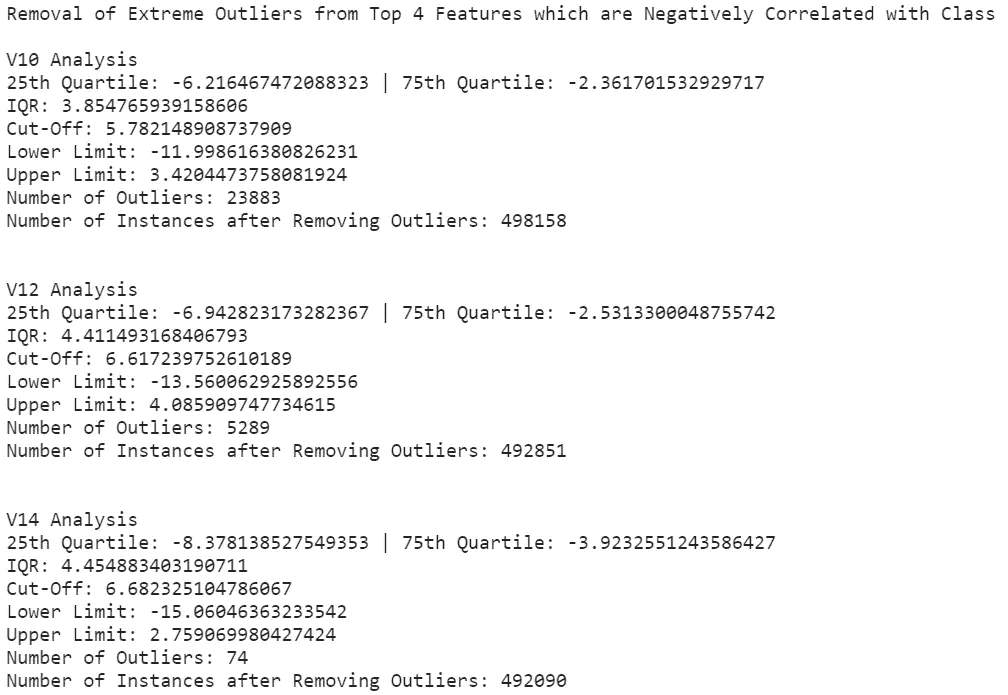 Removal of Extreme Outliers from Top 4 Features which are Negatively Correlated with Class
V10 Analysis
25th Quartile: -6.216467472088323 | 75th Quartile: -2.361701532929717
IQR: 3.854765939158606
Cut-Off: 5.782148908737909
Lower Limit: -11.998616380826231
Upper Limit: 3.4204473758081924
Number of Outliers: 23883
Number of Instances after Removing Outliers: 498158
V12 Analysis
25th Quartile: -6.942823173282367 | 75th Quartile: -2.5313300048755742
IQR: 4.411493168406793
Cut-Off: 6.617239752610189
Lower Limit: -13.560062925892556
Upper Limit: 4.085909747734615
Number of Outliers: 5289
Number of Instances after Removing Outliers: 492851
V14 Analysis
25th Quartile: -8.378138527549353 | 75th Quartile: -3.9232551243586427
IQR: 4.454883403190711
Cut-Off: 6.682325104786067
Lower Limit: -15.06046363233542
Upper Limit: 2.759069980427424
Number of Outliers: 74
Number of Instances after Removing Outliers: 492090